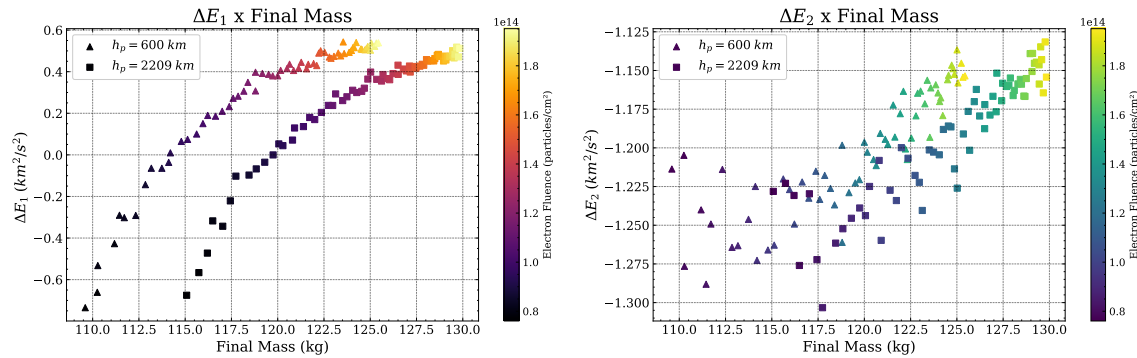 ΔE₁ x Final Mass
1e14
0.6
0.4
0.2
0.0
−0.2
−0.4
−0.6
ΔE₁ (km²/s²)
h_p = 600 km
h_p = 2209 km
110.0 112.5 115.0 117.5 120.0 122.5 125.0 127.5 130.0
Final Mass (kg)
1.8
1.6
1.4
1.2
1.0
0.8
Electron Fluence (particles/cm²)
ΔE₂ x Final Mass
1e14
−1.125
−1.150
−1.175
−1.200
−1.225
−1.250
−1.275
−1.300
ΔE₂ (km²/s²)
h_p = 600 km
h_p = 2209 km
110.0 112.5 115.0 117.5 120.0 122.5 125.0 127.5 130.0
Final Mass (kg)
1.8
1.6
1.4
1.2
1.0
0.8
Electron Fluence (particles/cm²)